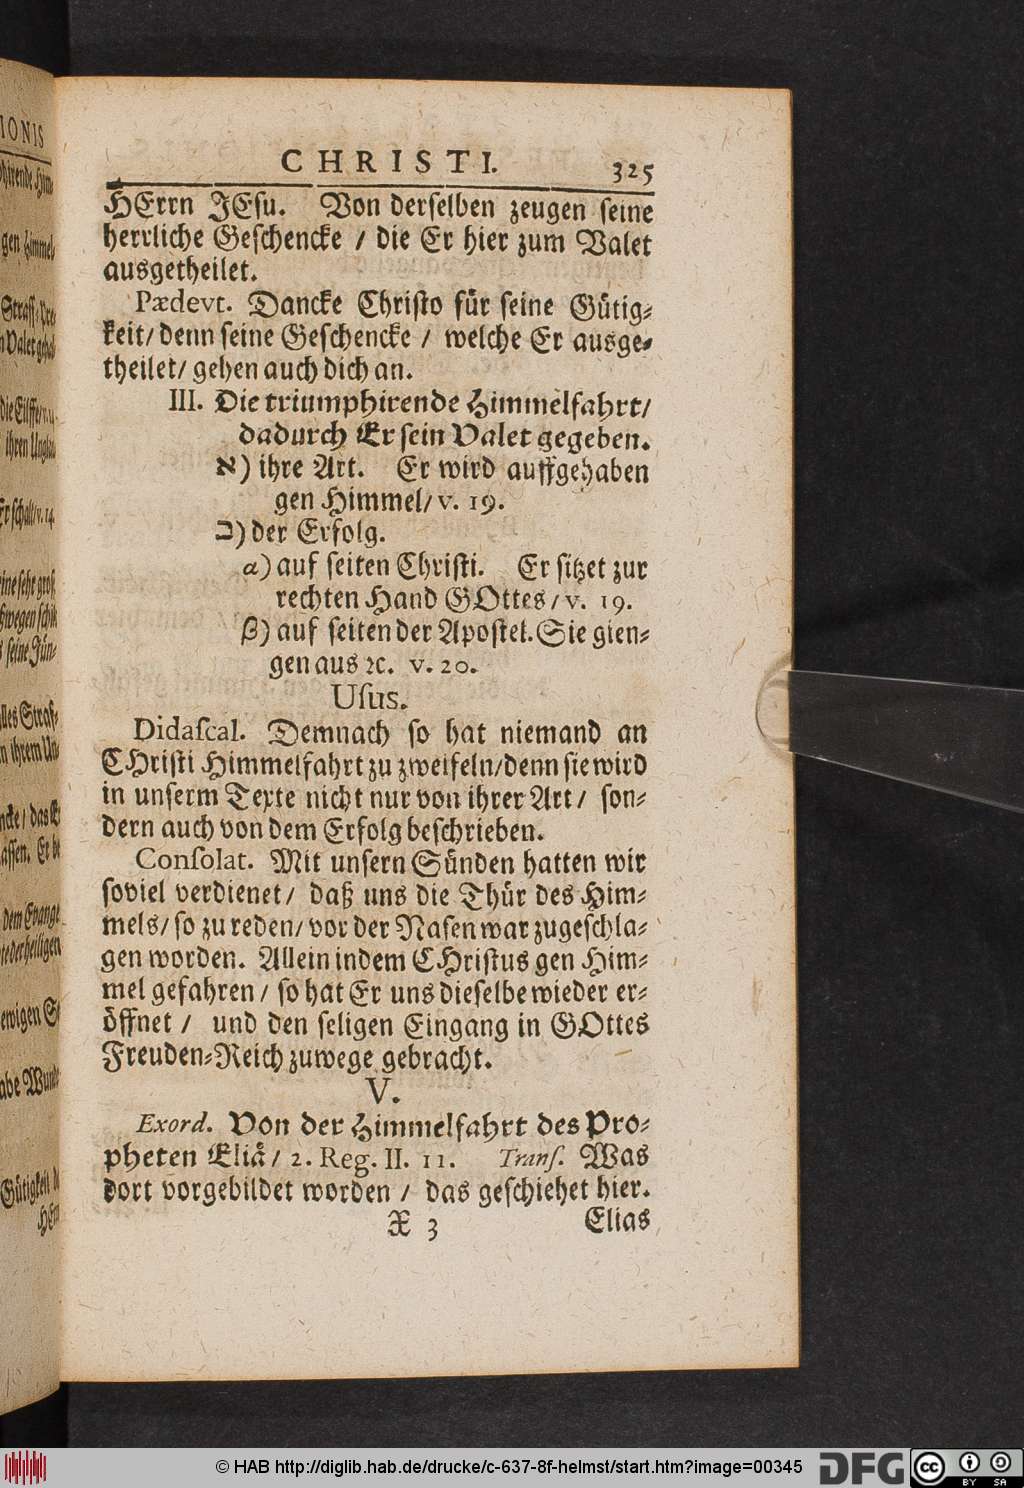 CHRISTI. 325
HErrn JEsu. Von derselben zeugen seine
herrliche Geschencke / die Er hier zum Valet
ausgetheilet.
Pædevt. Dancke Christo für seine Gütig-
keit/ denn seine Geschencke / welche Er ausge-
theilet/ gehen auch dich an.
III. Die triumphirende Himmelfahrt/
dadurch Er sein Valet gegeben.
א) ihre Art. Er wird auffgehaben
gen Himmel/ v. 19.
ב) der Erfolg.
α) auf seiten Christi. Er sitzet zur
rechten Hand GOttes/ v. 19.
β) auf seiten der Apostel. Sie gien-
gen aus ꝛc. v. 20.
Usus.
Didascal. Demnach so hat niemand an
CHristi Himmelfahrt zu zweifeln/ denn sie wird
in unserm Texte nicht nur von ihrer Art/ son-
dern auch von dem Erfolg beschrieben.
Consolat. Mit unsern Sünden hatten wir
soviel verdienet/ daß uns die Thür des Him-
mels/ so zu reden/ vor der Nasen war zugeschla-
gen worden. Allein indem CHristus gen Him-
mel gefahren/ so hat Er uns dieselbe wieder er-
öffnet / und den seligen Eingang in GOttes
Freuden-Reich zuwege gebracht.
V.
Exord. Von der Himmelfahrt des Pro-
pheten Eliä/ 2. Reg. II. 11. Trans. Was
dort vorgebildet worden / das geschiehet hier.
X 3 Elias
© HAB http://diglib.hab.de/drucke/c-637-8f-helmst/start.htm?image=00345 DFG cc BY SA